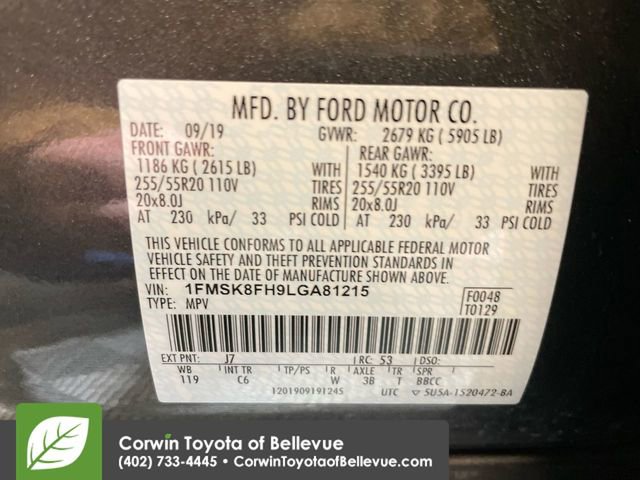 MFD. BY FORD MOTOR CO.
DATE: 09/19 GVWR: 2679 KG ( 5905 LB)
FRONT GAWR: REAR GAWR:
1186 KG ( 2615 LB) WITH 1540 KG ( 3395 LB) WITH
255/55R20 110V TIRES 255/55R20 110V TIRES
20x8.0J RIMS 20x8.0J RIMS
AT 230 kPa/ 33 PSI COLD AT 230 kPa/ 33 PSI COLD
THIS VEHICLE CONFORMS TO ALL APPLICABLE FEDERAL MOTOR
VEHICLE SAFETY AND THEFT PREVENTION STANDARDS IN
EFFECT ON THE DATE OF MANUFACTURE SHOWN ABOVE.
VIN: 1FMSK8FH9LGA81215 F0048
TYPE: MPV T0129
EXT PNT: J7 RC: 53 DSO:
WB INT TR TP/PS R AXLE TR SPR
119 C6 W 3B T BBCC
1201909191245 UTC 5U5A-1520472-BA
Corwin Toyota of Bellevue
(402) 733-4445 • CorwinToyotaofBellevue.com